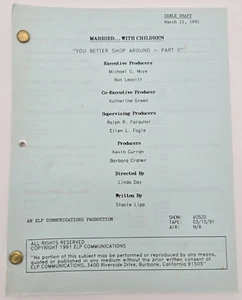 TABLE DRAFT
March 11, 1991
MARRIED...WITH CHILDREN
"YOU BETTER SHOP AROUND - PART II"
Executive Producers
Michael G. Moye
Ron Leavitt
Co-Executive Producer
Katherine Green
Supervising Producers
Ralph R. Farquhar
Ellen L. Fogle
Producers
Kevin Curran
Barbara Cramer
Directed By
Linda Day
Written By
Stacie Lipp
AN ELP COMMUNICATIONS PRODUCTION
SHOW: #0520
TAPE: 03/15/91
AIR: N/A
ALL RIGHTS RESERVED
COPYRIGHT 1991 ELP COMMUNICATIONS
"No portion of this subject may be performed or reproduced by any means,
quoted or published in any medium without prior written consent of
ELP COMMUNICATIONS, 3400 Riverside Drive, Burbank, California 91505"